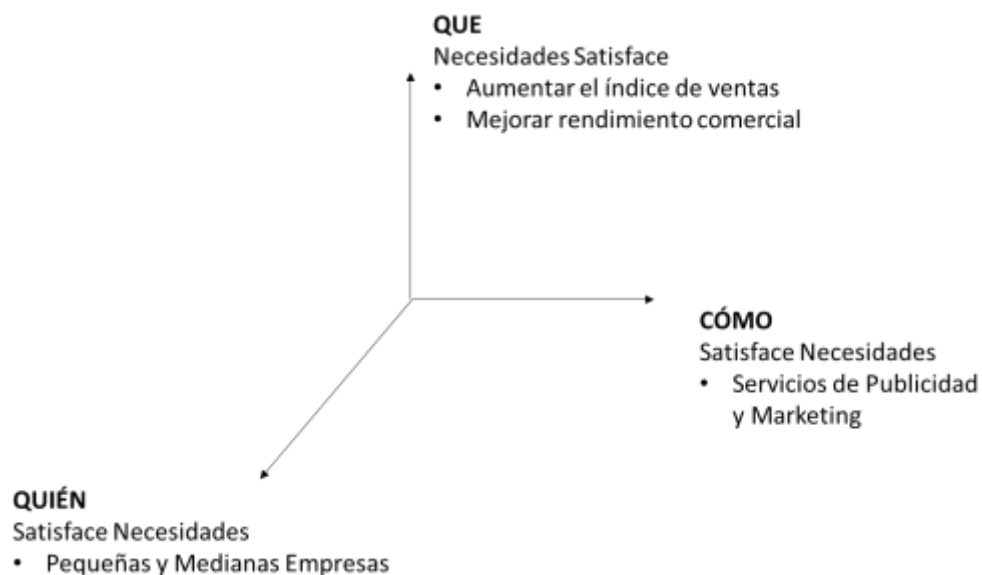 QUE
Necesidades Satisface
• Aumentar el índice de ventas
• Mejorar rendimiento comercial
CÓMO
Satisface Necesidades
• Servicios de Publicidad
y Marketing
QUIÉN
Satisface Necesidades
• Pequeñas y Medianas Empresas